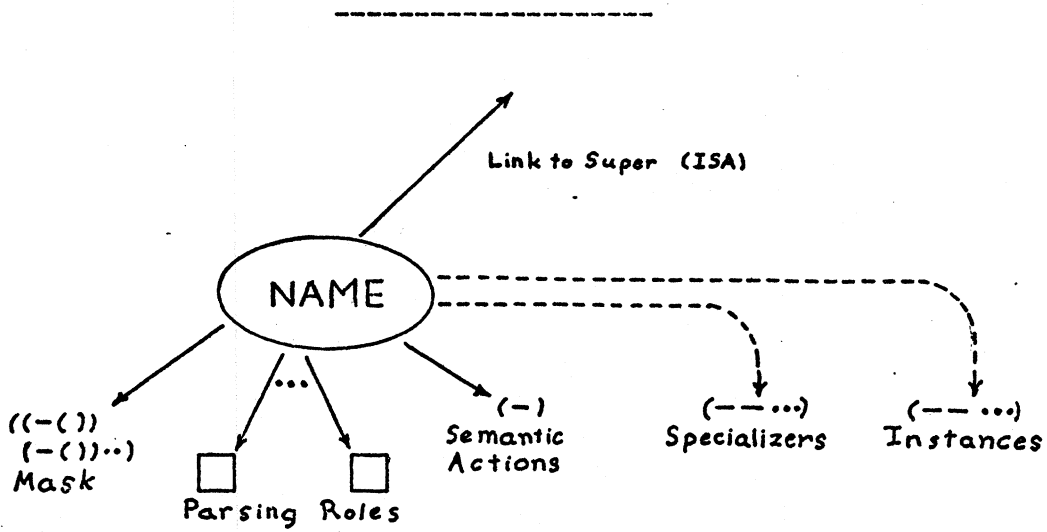 Link to Super (ISA)
NAME
•••
((-())
(-())••)
Mask
Parsing Roles
(-)
Semantic
Actions
(–– •••)
Specializers
(–– •••)
Instances